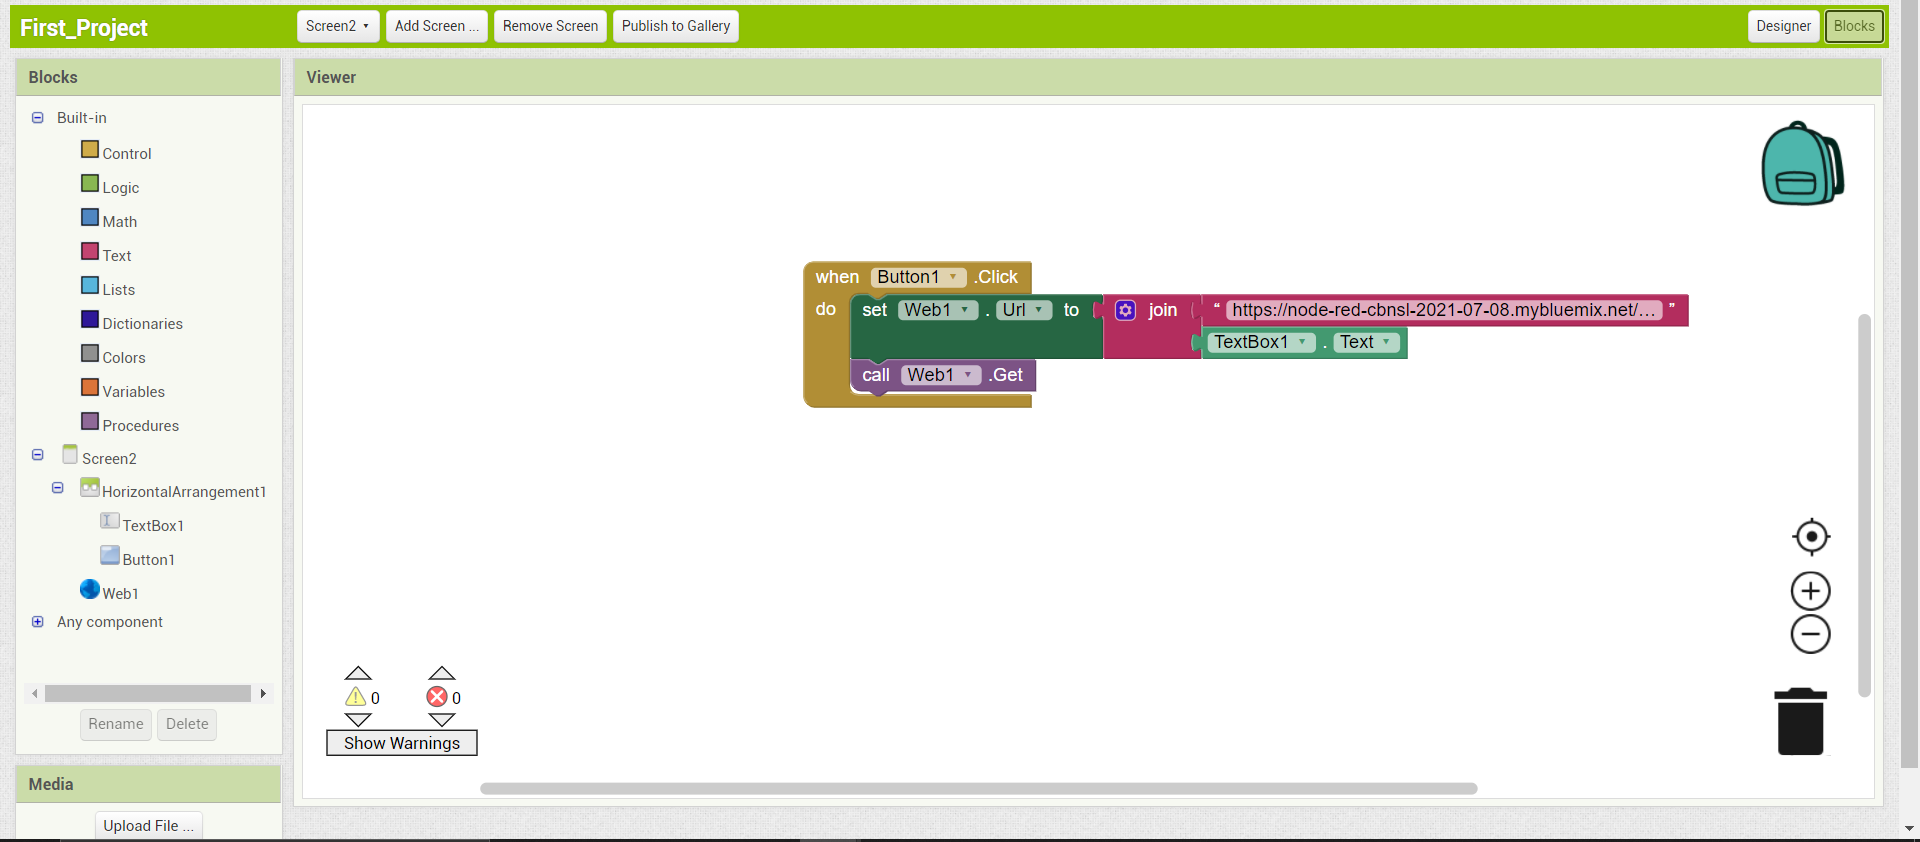 First_Project Screen2 Add Screen ... Remove Screen Publish to Gallery Designer Blocks
Blocks
Built-in
Control
Logic
Math
Text
Lists
Dictionaries
Colors
Variables
Procedures
Screen2
HorizontalArrangement1
TextBox1
Button1
Web1
Any component
Rename Delete
Media
Upload File ...
Viewer
when Button1 .Click
do set Web1 . Url to join “ https://node-red-cbnsl-2021-07-08.mybluemix.net/... ”
TextBox1 . Text
call Web1 .Get
0 0
Show Warnings